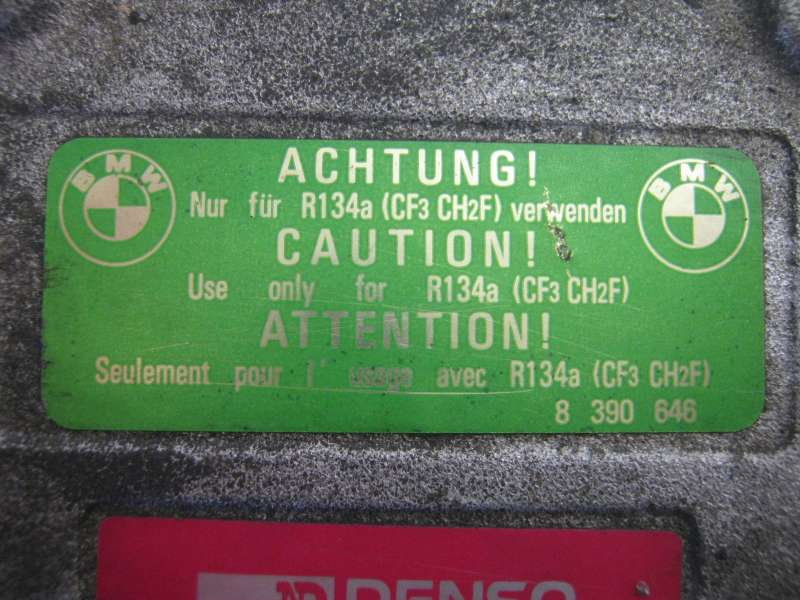 BMW BMW
ACHTUNG!
Nur für R134a (CF3 CH2F) verwenden
CAUTION!
Use only for R134a (CF3 CH2F)
ATTENTION!
Seulement pour l' usage avec R134a (CF3 CH2F)
8 390 646
ND DENSO